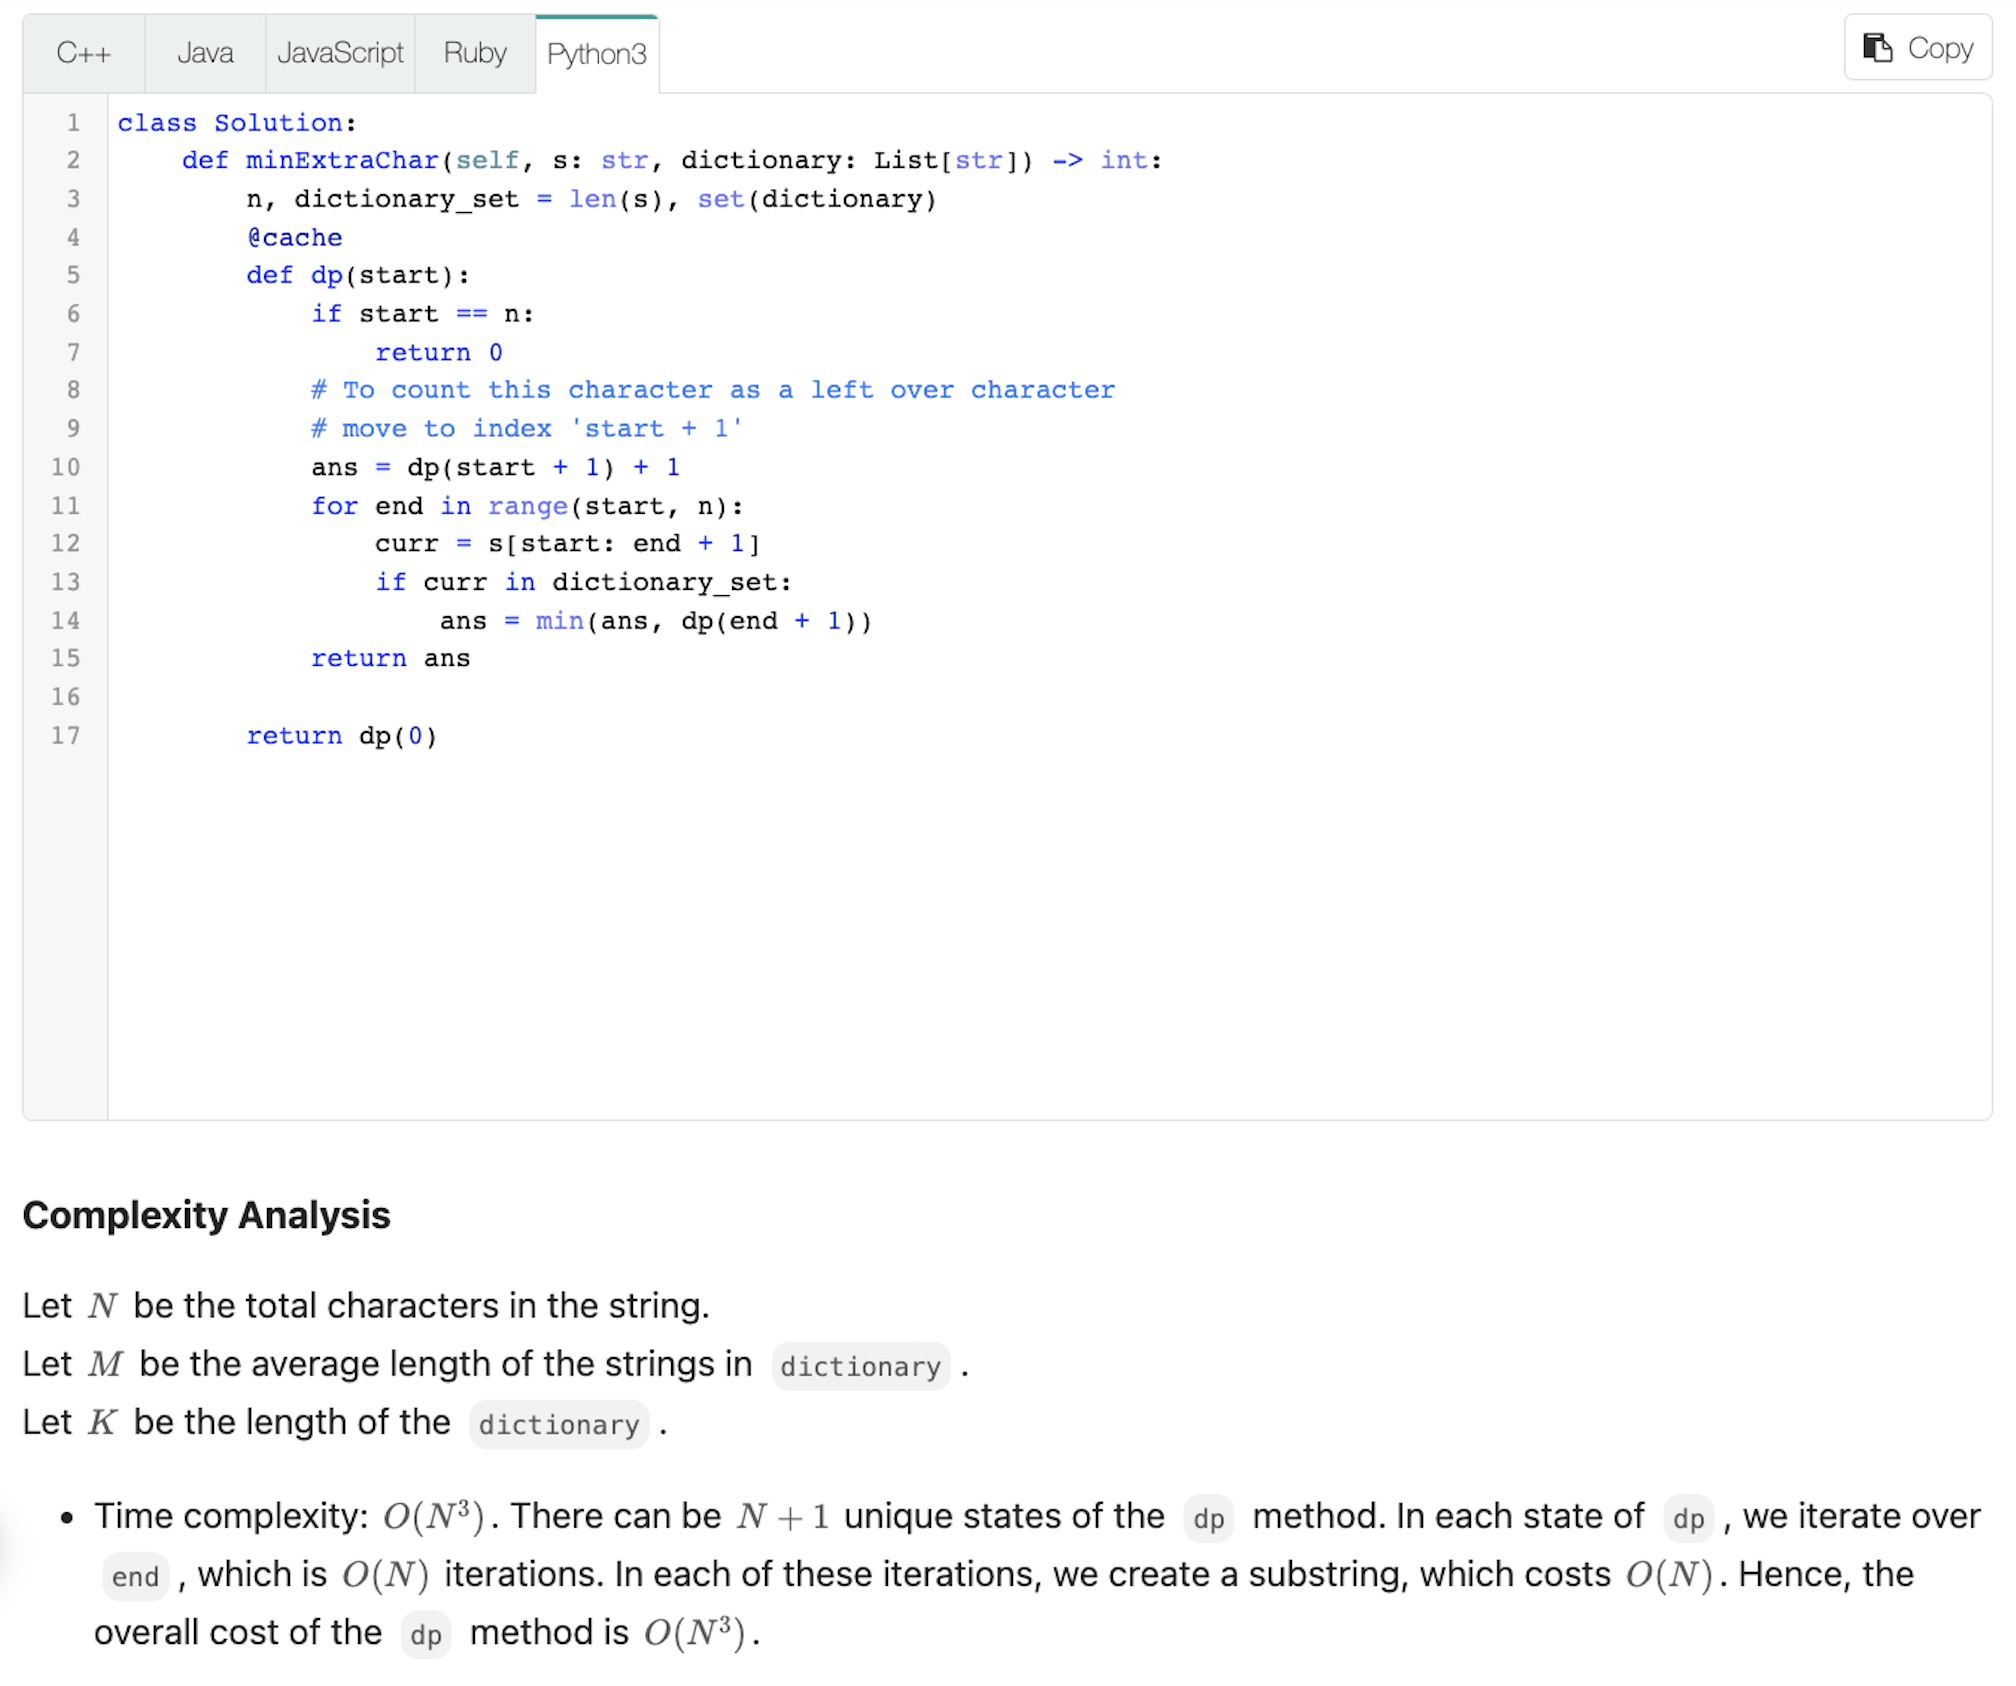 C++ Java JavaScript Ruby Python3 Copy
1 class Solution:
2     def minExtraChar(self, s: str, dictionary: List[str]) -> int:
3         n, dictionary_set = len(s), set(dictionary)
4         @cache
5         def dp(start):
6             if start == n:
7                 return 0
8             # To count this character as a left over character
9             # move to index 'start + 1'
10             ans = dp(start + 1) + 1
11             for end in range(start, n):
12                 curr = s[start: end + 1]
13                 if curr in dictionary_set:
14                     ans = min(ans, dp(end + 1))
15             return ans
16
17         return dp(0)
Complexity Analysis
Let N be the total characters in the string.
Let M be the average length of the strings in dictionary .
Let K be the length of the dictionary .
• Time complexity: O(N³). There can be N + 1 unique states of the dp method. In each state of dp , we iterate over
end , which is O(N) iterations. In each of these iterations, we create a substring, which costs O(N). Hence, the
overall cost of the dp method is O(N³).